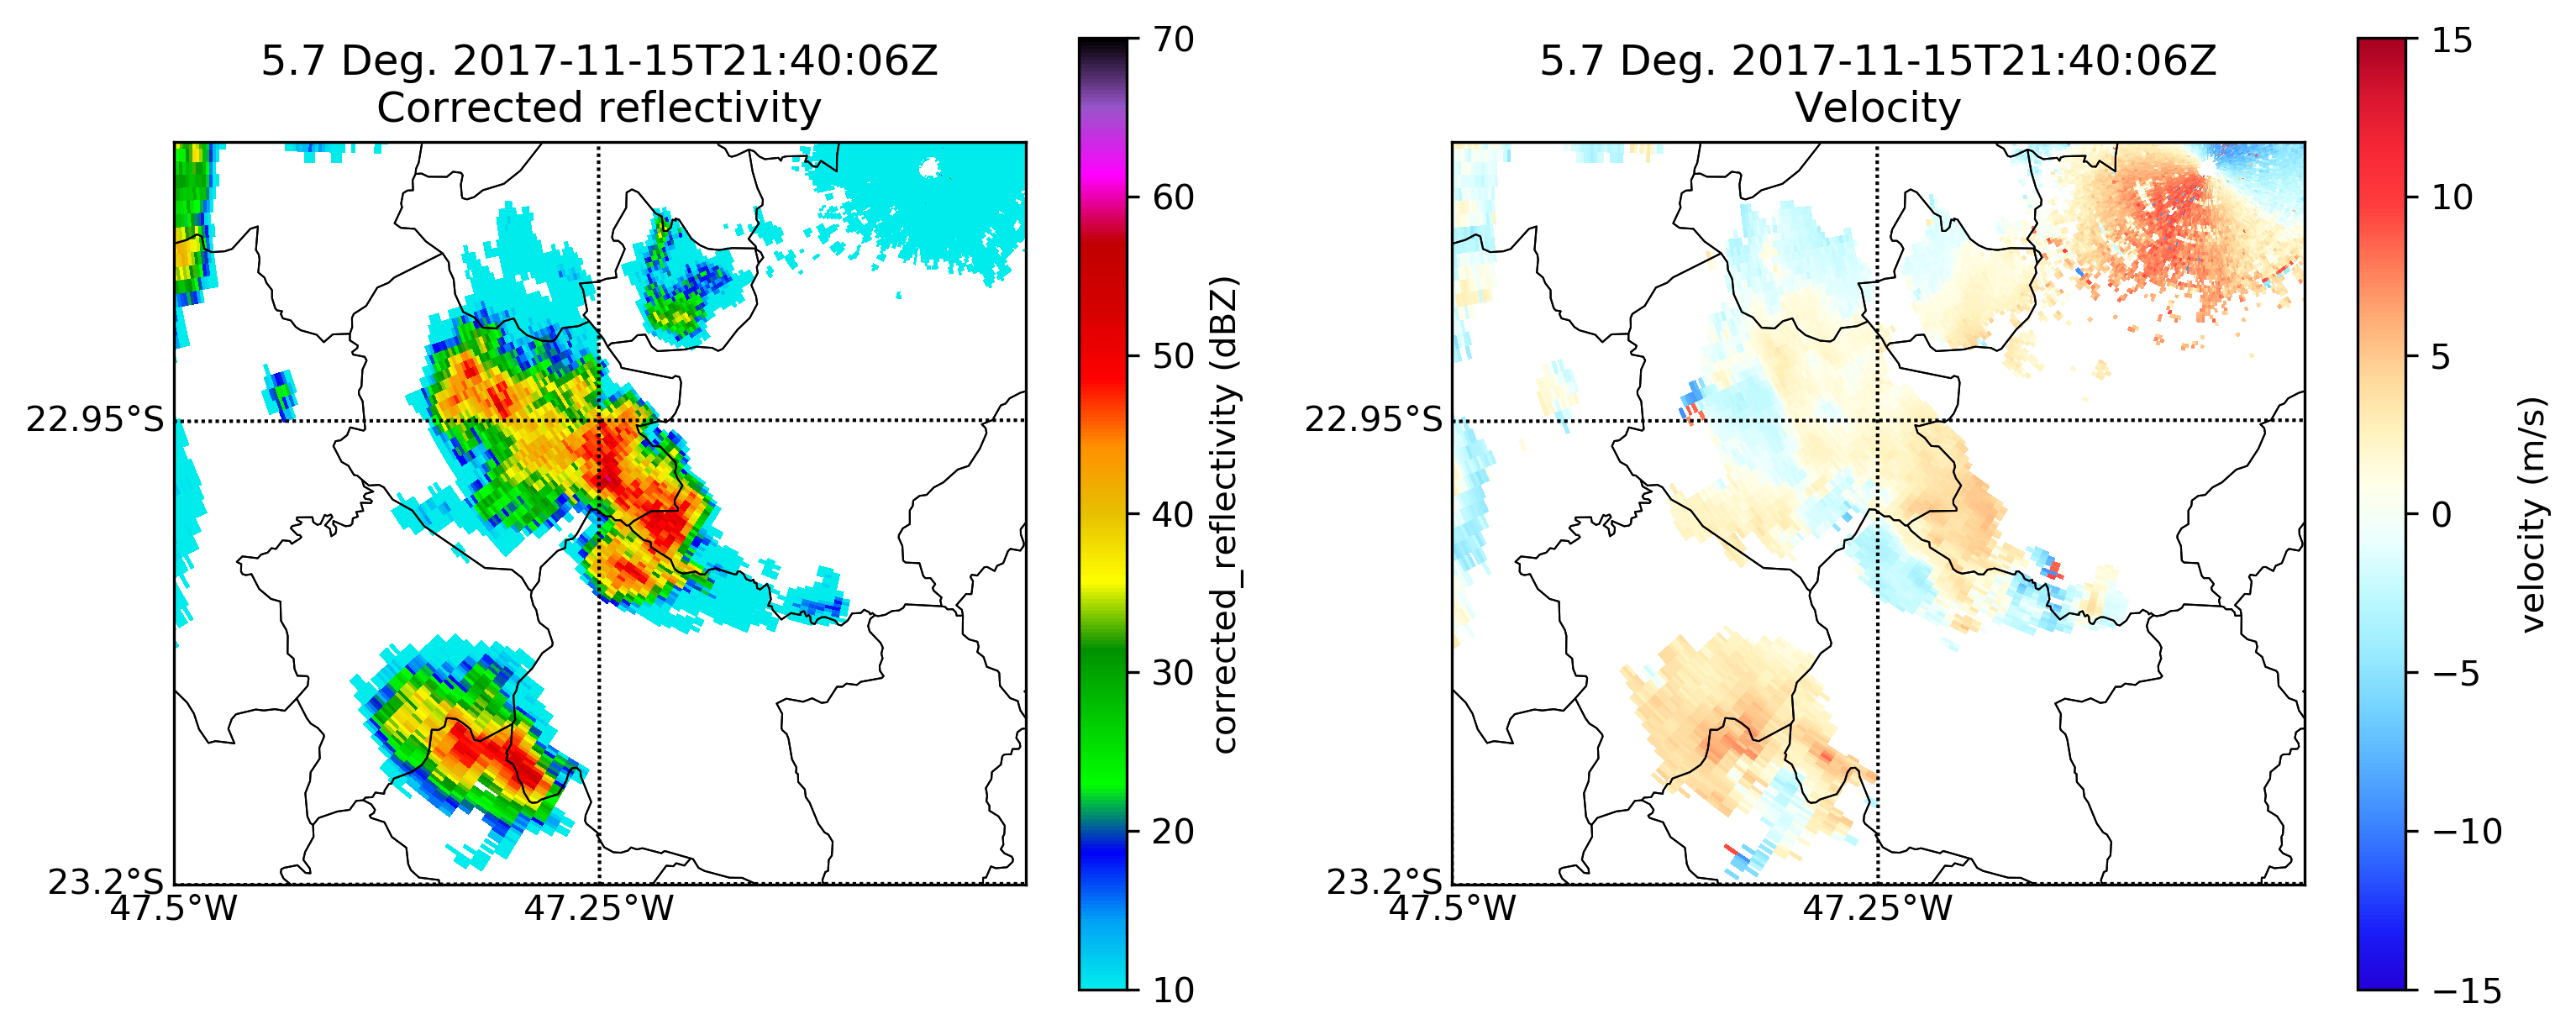 5.7 Deg. 2017-11-15T21:40:06Z
Corrected reflectivity
22.95°S
23.2°S
47.5°W
47.25°W
70
60
50
40
30
20
10
corrected_reflectivity (dBZ)
5.7 Deg. 2017-11-15T21:40:06Z
Velocity
22.95°S
23.2°S
47.5°W
47.25°W
15
10
5
0
−5
−10
−15
velocity (m/s)